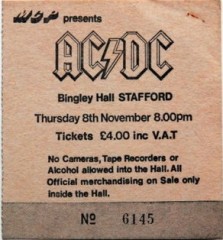 MCP presents
AC/DC
Bingley Hall STAFFORD
Thursday 8th November 8.00pm
Tickets £4.00 inc V.A.T
No Cameras, Tape Recorders or
Alcohol allowed into the Hall. All
Official merchandising on Sale only
inside the Hall.
Nº 6145